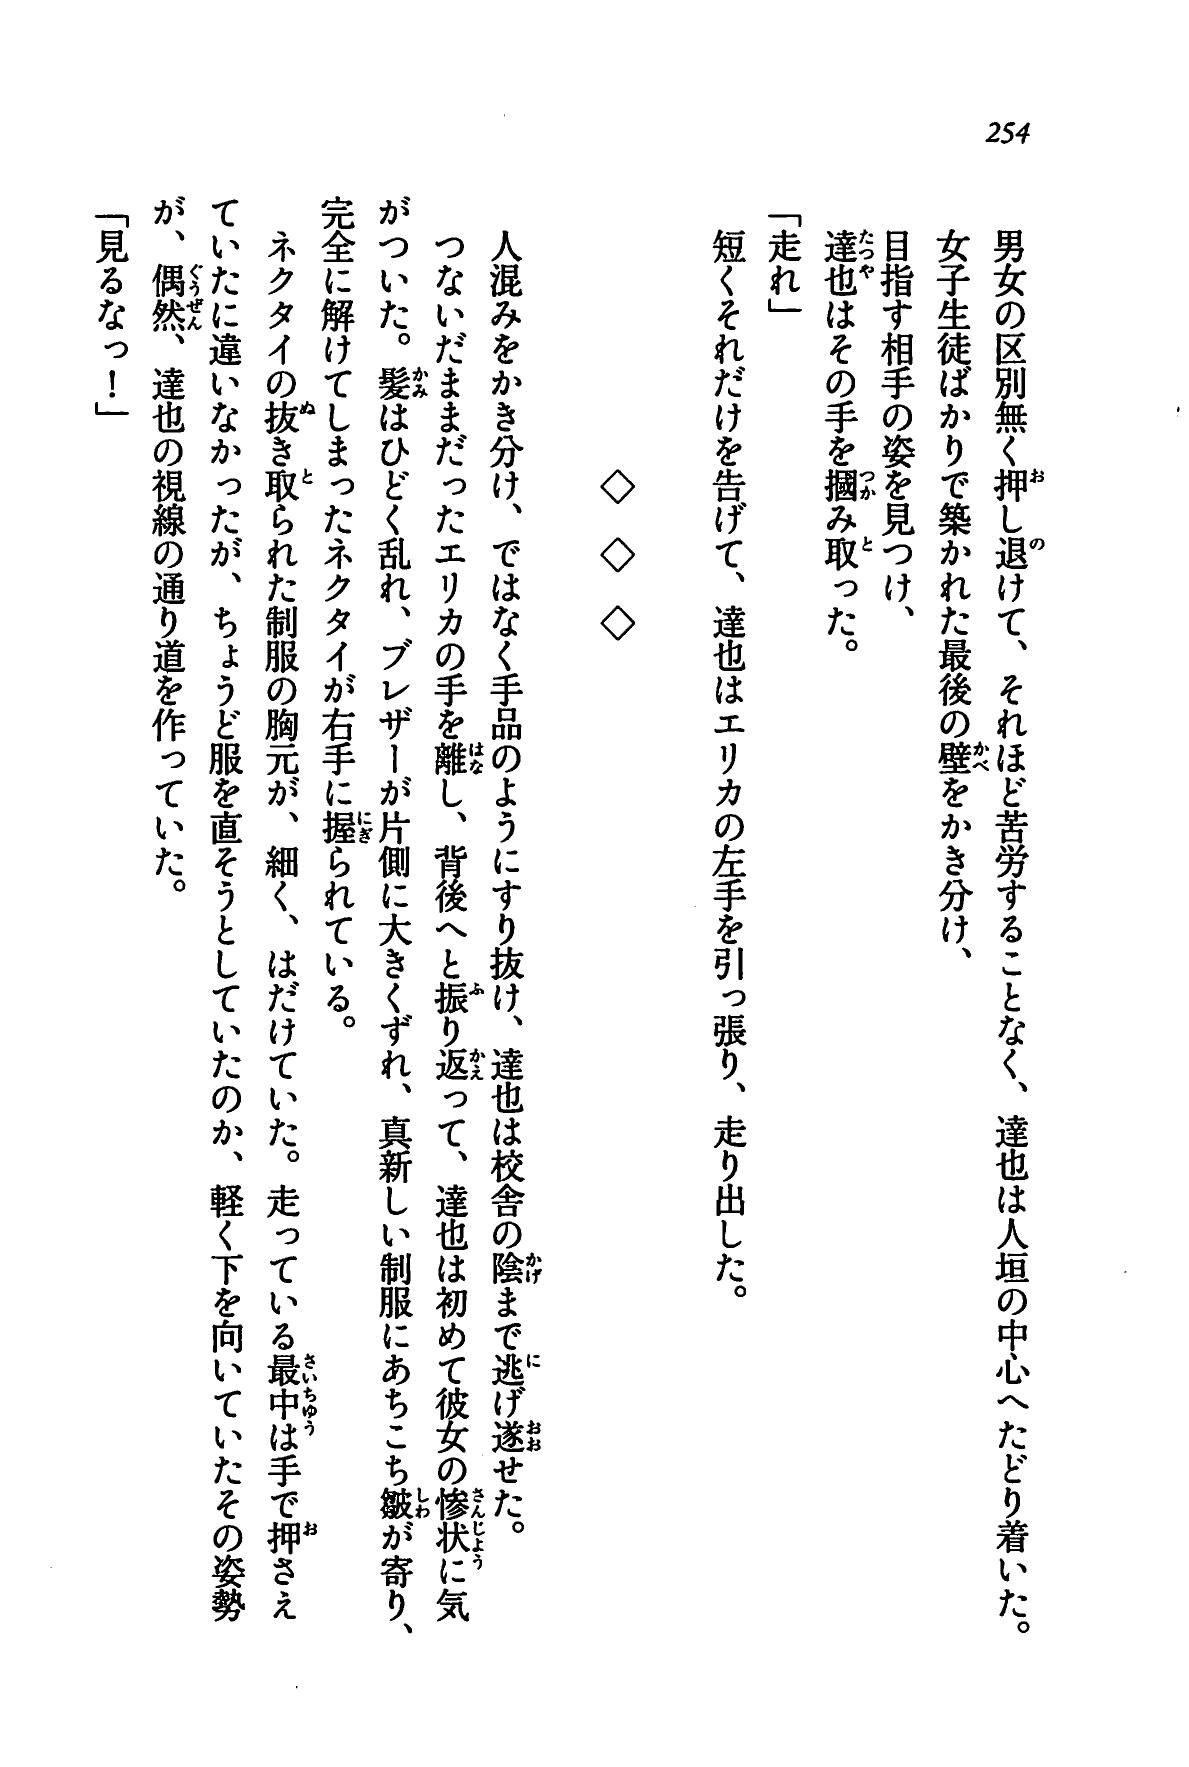 254
男女の区別無く押し退けて、それほど苦労することなく、達也は人垣の中心へたどり着いた。
女子生徒ばかりで築かれた最後の壁をかき分け、
目指す相手の姿を見つけ、
達也はその手を摑み取った。
「走れ」
短くそれだけを告げて、達也はエリカの左手を引っ張り、走り出した。
◇ ◇ ◇
人混みをかき分け、ではなく手品のようにすり抜け、達也は校舎の陰まで逃げ遂せた。
つないだままだったエリカの手を離し、背後へと振り返って、達也は初めて彼女の惨状に気
がついた。髪はひどく乱れ、ブレザーが片側に大きくずれ、真新しい制服にあちこち皺が寄り、
完全に解けてしまったネクタイが右手に握られている。
ネクタイの抜き取られた制服の胸元が、細く、はだけていた。走っている最中は手で押さえ
ていたに違いなかったが、ちょうど服を直そうとしていたのか、軽く下を向いていたその姿勢
が、偶然、達也の視線の通り道を作っていた。
「見るなっ！」